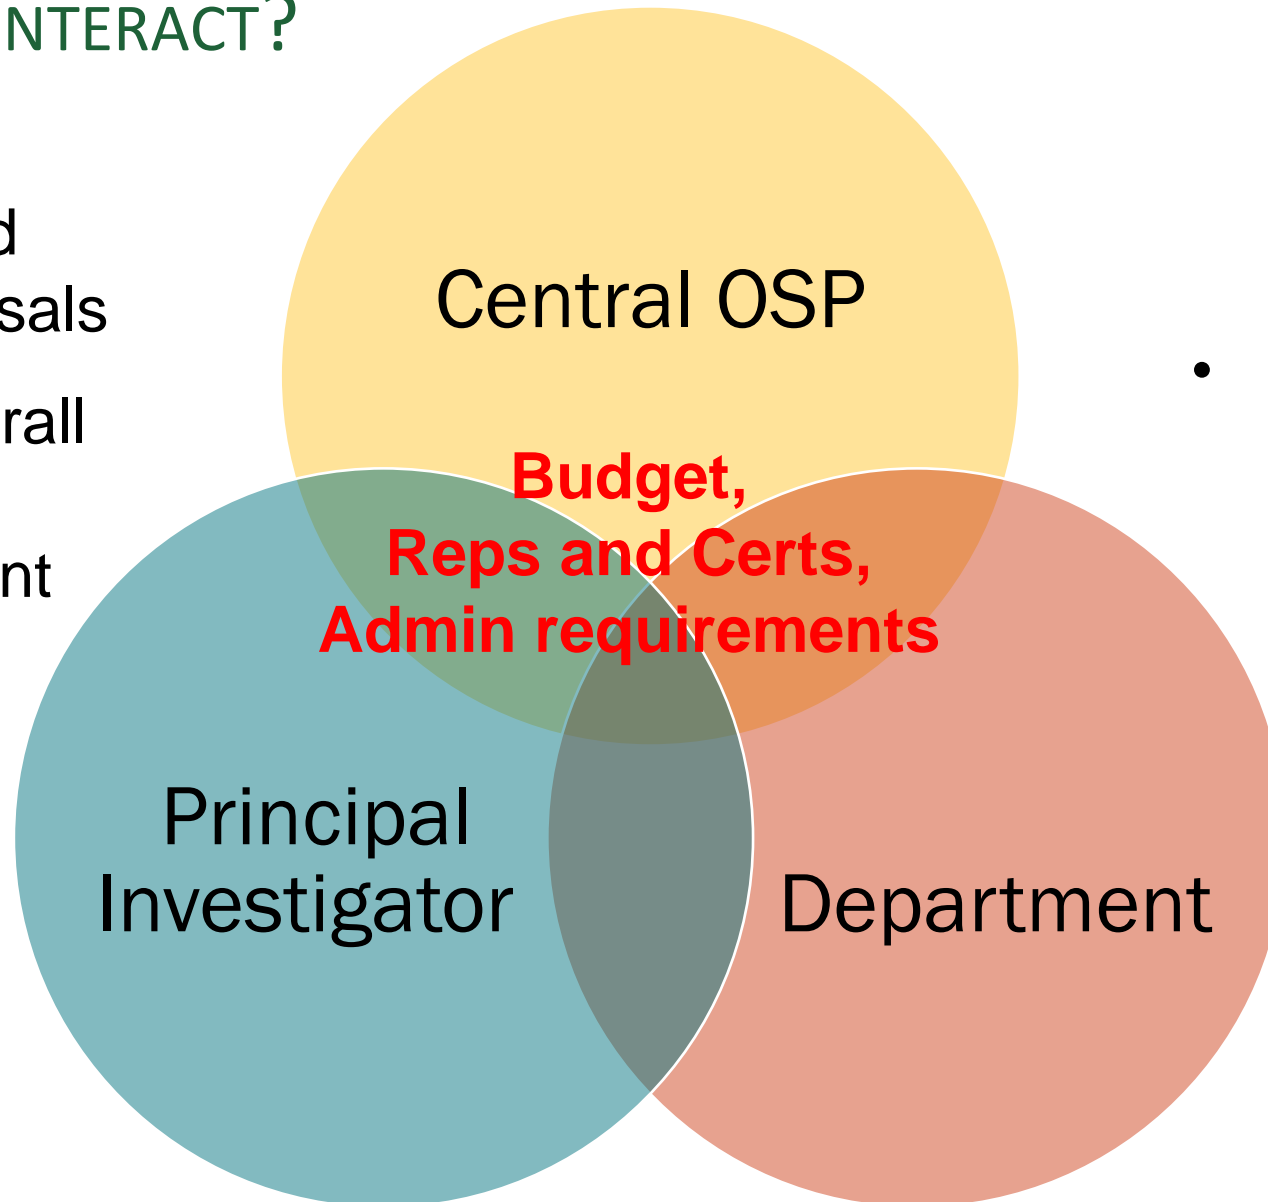 NTERACT?
d
sals
rall
nt
•
Central OSP
Budget,
Reps and Certs,
Admin requirements
Principal
Investigator
Department